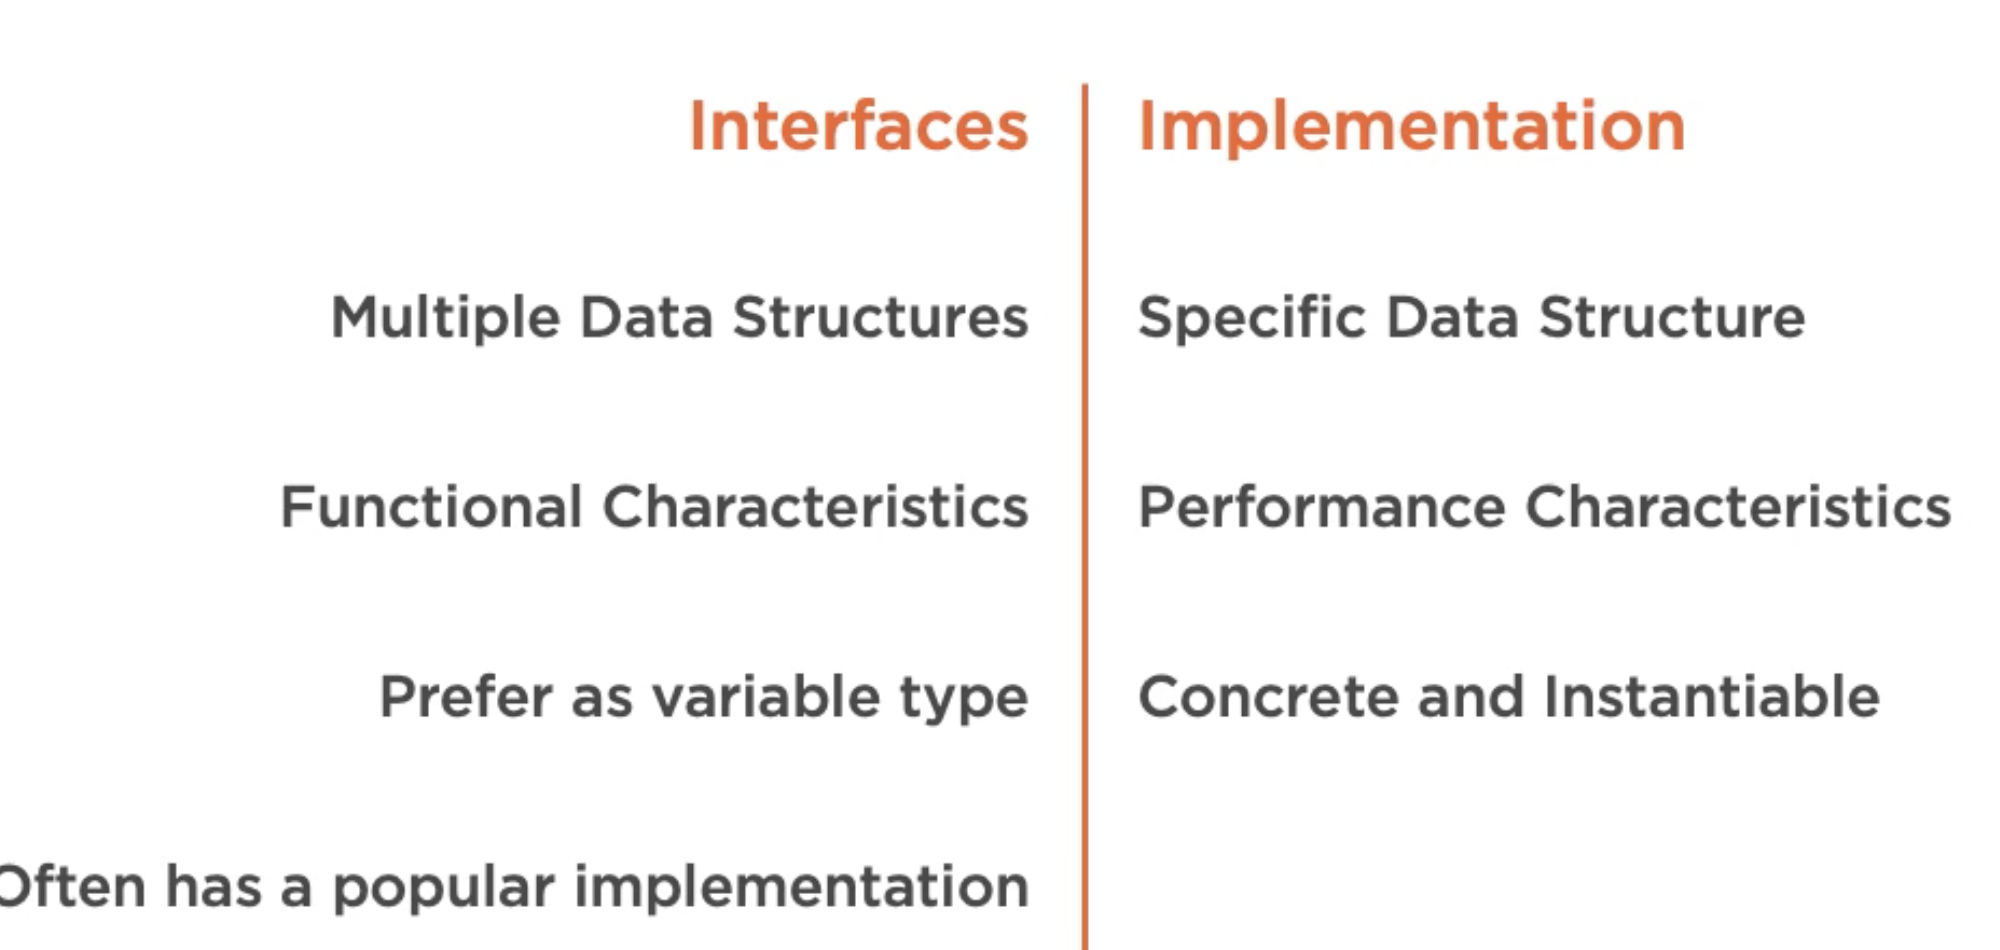 Interfaces
Implementation
Multiple Data Structures
Specific Data Structure
Functional Characteristics
Performance Characteristics
Prefer as variable type
Concrete and Instantiable
Often has a popular implementation